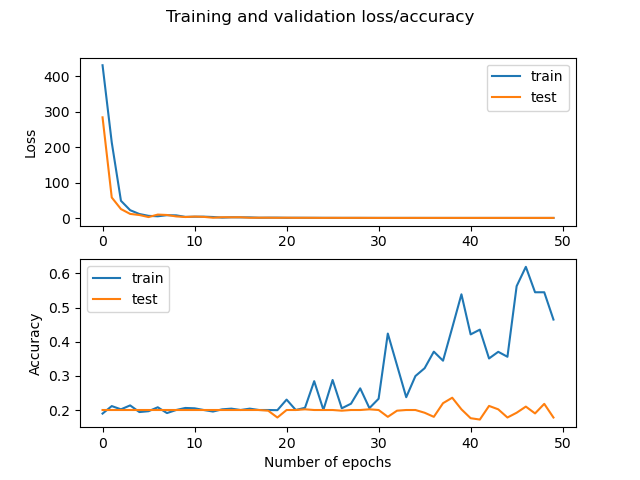 Training and validation loss/accuracy
400
300
200
100
0
Loss
train
test
0 10 20 30 40 50
0.6
0.5
0.4
0.3
0.2
Accuracy
train
test
0 10 20 30 40 50
Number of epochs